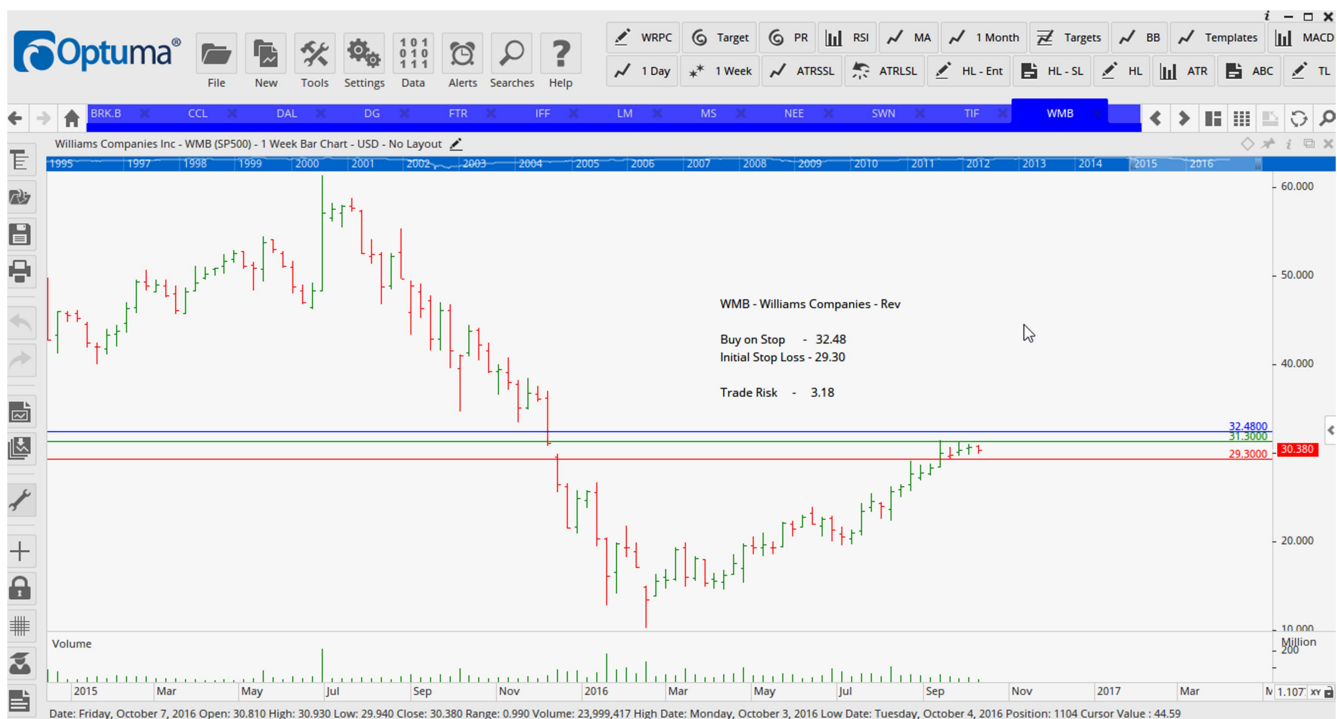 i
Optuma®
File
New
Tools
Settings
101
010
111
Data
Alerts
Searches
?
Help
WRPC
Target
PR
RSI
MA
1 Month
Targets
BB
Templates
MACD
1 Day
1 Week
ATRSSL
ATRLSL
HL - Ent
HL - SL
HL
ATR
ABC
TL
BRK.B
CCL
DAL
DG
FTR
IFF
LM
MS
NEE
SWN
TIF
WMB
Williams Companies Inc - WMB (SP500) - 1 Week Bar Chart - USD - No Layout
i
1995 1997 1998 1999 2000 2001 2002 2003 2004 2005 2006 2007 2008 2009 2010 2011 2012 2013 2014 2015 2016
60.000
50.000
WMB - Williams Companies - Rev
Buy on Stop - 32.48
Initial Stop Loss - 29.30
40.000
Trade Risk - 3.18
32.4800
31.3000
30.380
29.3000
20.000
10.000
Volume
Million
200
2015 Mar May Jul Sep Nov 2016 Mar May Jul Sep Nov 2017 Mar M 1.107 XY
Date: Friday, October 7, 2016 Open: 30.810 High: 30.930 Low: 29.940 Close: 30.380 Range: 0.990 Volume: 23,999,417 High Date: Monday, October 3, 2016 Low Date: Tuesday, October 4, 2016 Position: 1104 Cursor Value : 44.59